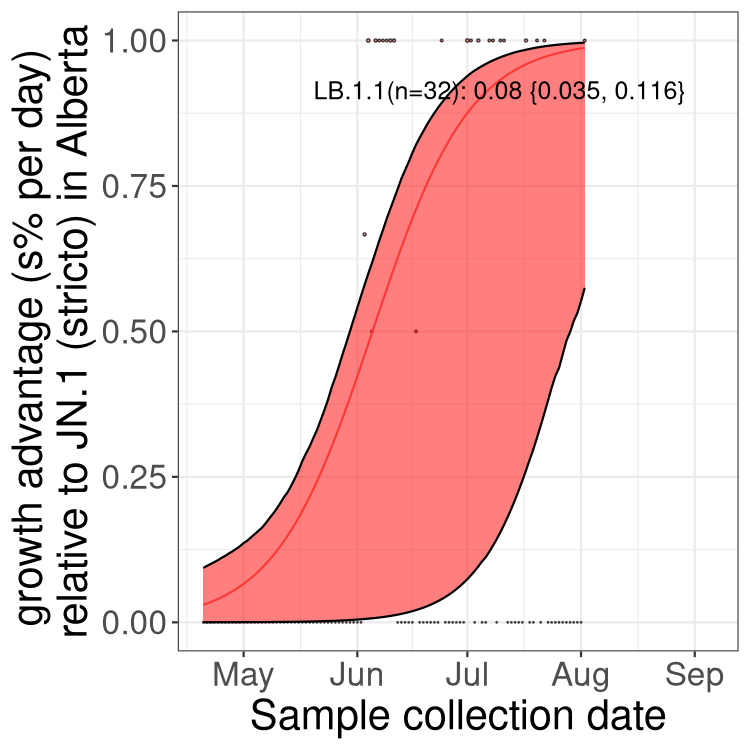 growth advantage (s% per day)
relative to JN.1 (stricto) in Alberta
1.00
0.75
0.50
0.25
0.00
LB.1.1(n=32): 0.08 {0.035, 0.116}
May Jun Jul Aug Sep
Sample collection date